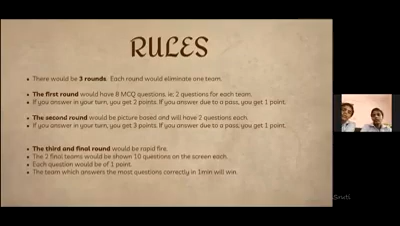 RULES
There would be 3 rounds. Each round would eliminate one team.
The first round would have 8 MCQ questions. ie; 2 questions for each team.
If you answer in your turn, you get 2 points. If you answer due to a pass, you get 1 point.
The second round would be picture based and will have 2 questions each.
If you answer in your turn, you get 3 points. If you answer due to a pass, you get 1 point.
The third and final round would be rapid fire.
The 2 final teams would be shown 10 questions on the screen each.
Each question would be of 1 point.
The team which answers the most questions correctly in 1min will win.